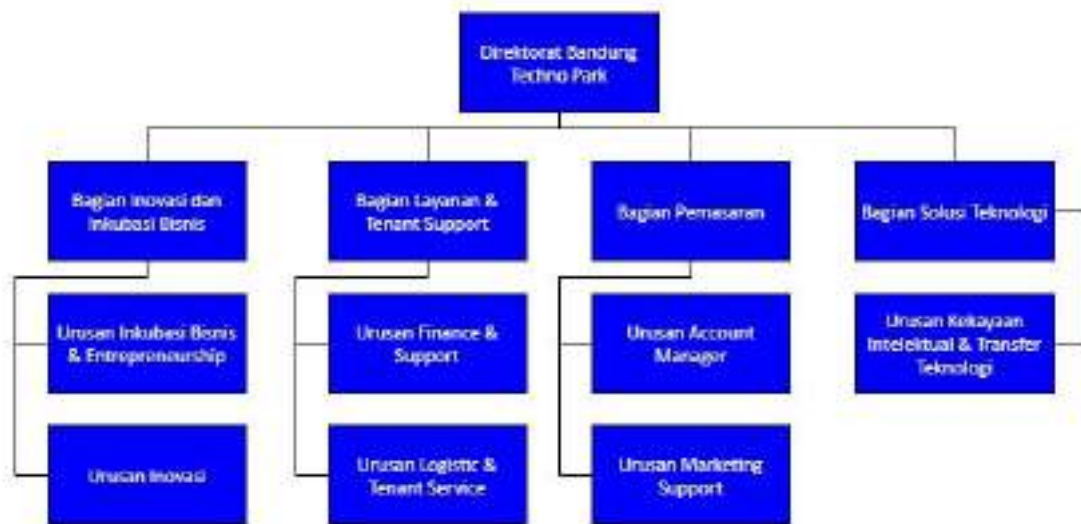 Direktorat Bandung
Techno Park
Bagian Inovasi dan
Inkubasi Bisnis
Bagian Layanan &
Tenant Support
Bagian Pemasaran
Bagian Solusi Teknologi
Urusan Inkubasi Bisnis
& Entrepreneurship
Urusan Finance &
Support
Urusan Account
Manager
Urusan Kekayaan
Intelektual & Transfer
Teknologi
Urusan Inovasi
Urusan Logistic &
Tenant Service
Urusan Marketing
Support